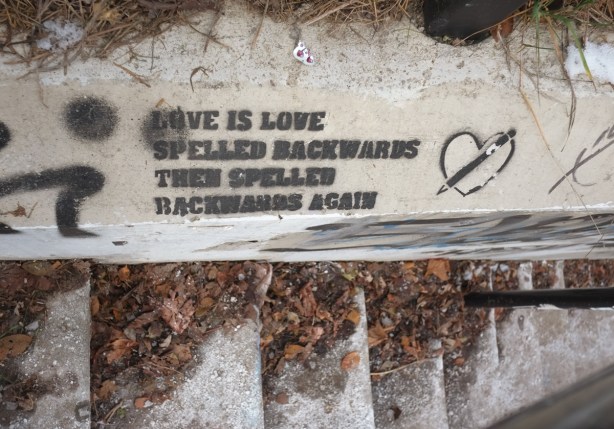 LOVE IS LOVE
SPELLED BACKWARDS
THEN SPELLED
BACKWARDS AGAIN